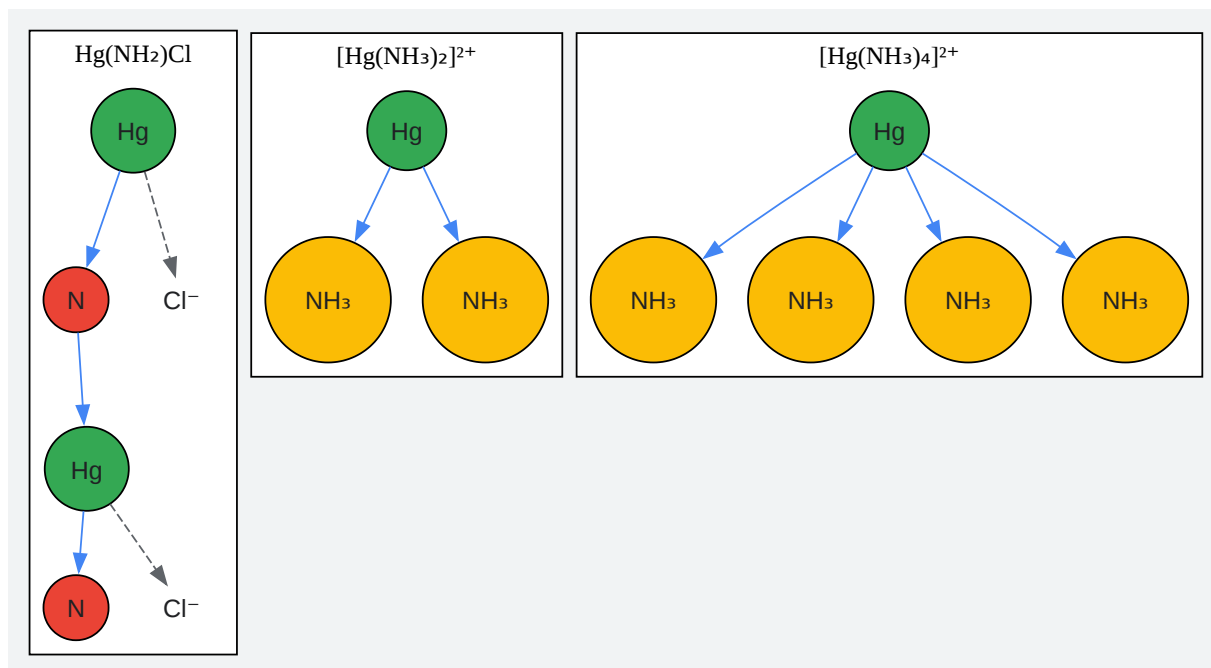 Hg(NH₂)Cl
Hg
N
Cl⁻
Hg
N
Cl⁻
[Hg(NH₃)₂]²⁺
Hg
NH₃
NH₃
[Hg(NH₃)₄]²⁺
Hg
NH₃
NH₃
NH₃
NH₃